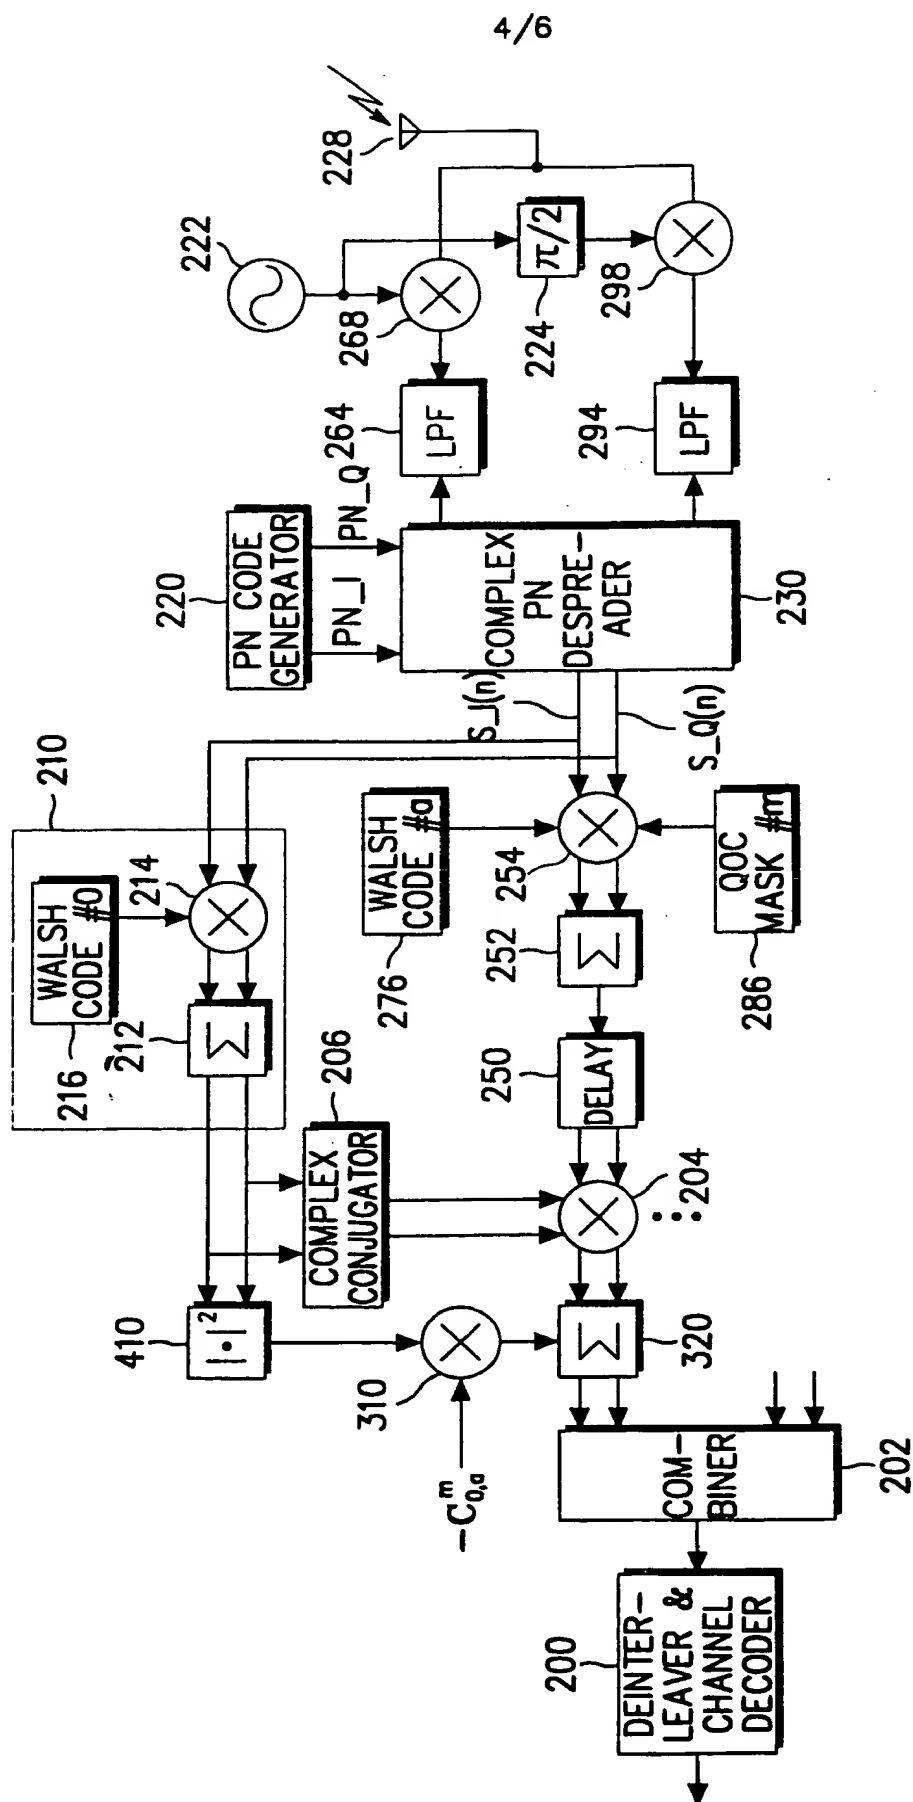 4/6
228
222
268
π/2
224
298
264
LPF
294
LPF
220
PN CODE
GENERATOR
PN_I
PN_Q
COMPLEX
PN
DESPRE-
ADER
230
S_I(n)
S_Q(n)
210
WALSH
CODE #0
216
214
212
Σ
WALSH
CODE #a
276
254
QOC
MASK #m
286
252
Σ
250
DELAY
206
COMPLEX
CONJUGATOR
204
410
|•|²
310
−C^m_{0,a}
Σ
320
COM-
BINER
202
200
DEINTER-
LEAVER &
CHANNEL
DECODER